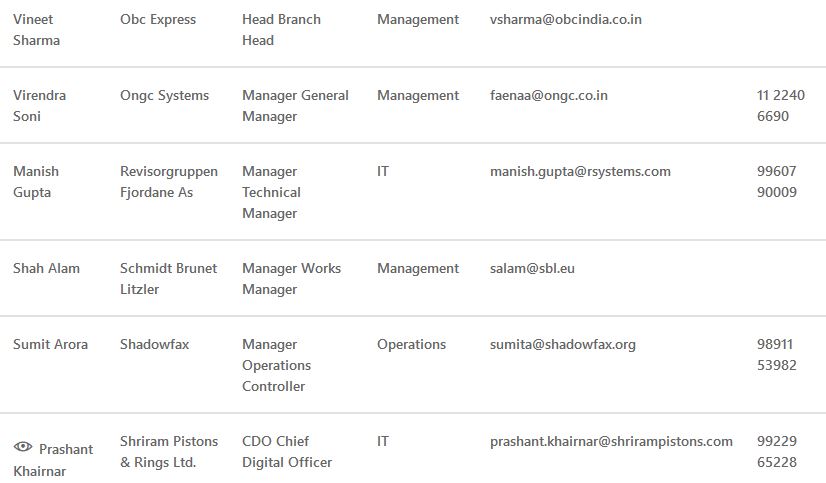 Vineet Sharma Obc Express Head Branch Head Management vsharma@obcindia.co.in
Virendra Soni Ongc Systems Manager General Manager Management faenaa@ongc.co.in 11 2240 6690
Manish Gupta Revisorgruppen Fjordane As Manager Technical Manager IT manish.gupta@rsystems.com 99607 90009
Shah Alam Schmidt Brunet Litzler Manager Works Manager Management salam@sbl.eu
Sumit Arora Shadowfax Manager Operations Controller Operations sumita@shadowfax.org 98911 53982
Prashant Khairnar Shriram Pistons & Rings Ltd. CDO Chief Digital Officer IT prashant.khairnar@shrirampistons.com 99229 65228